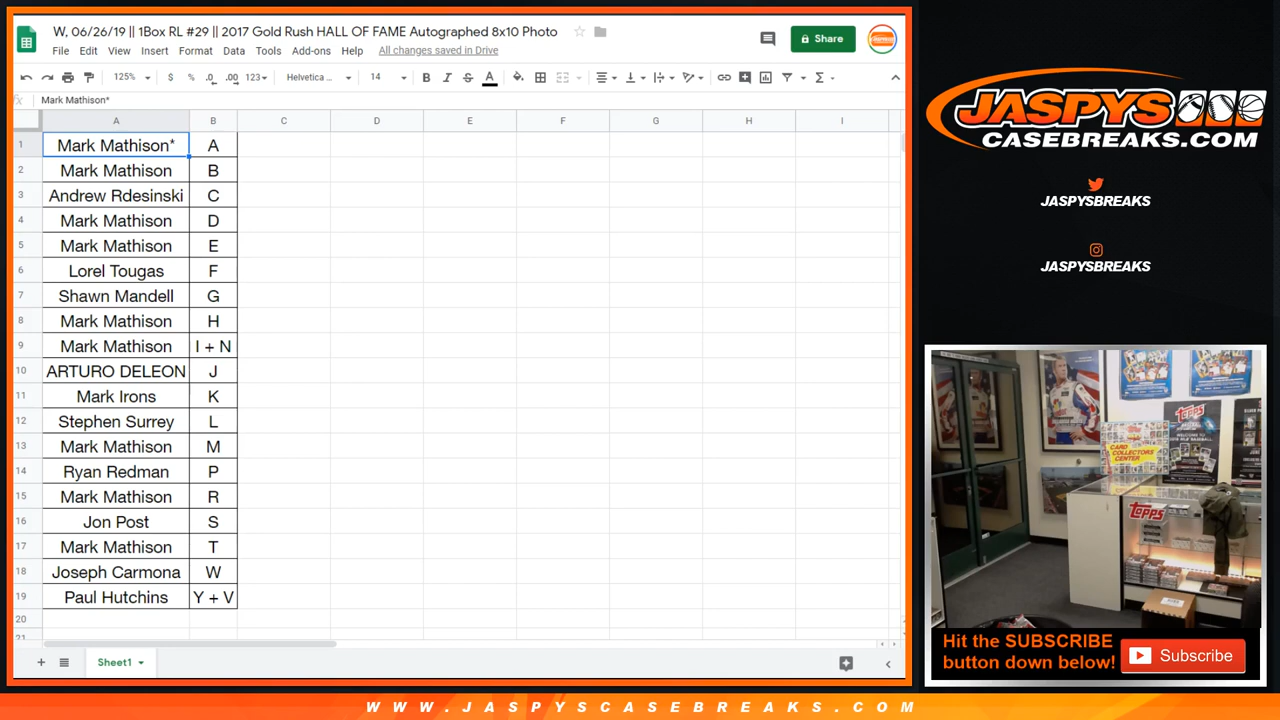 W, 06/26/19 || 1Box RL #29 || 2017 Gold Rush HALL OF FAME Autographed 8x10 Photo
File Edit View Insert Format Data Tools Add-ons Help All changes saved in Drive
Share
125% $ % .0 .00 123 Helvetica ... 14 B I S A
fx Mark Mathison*
A B C D E F G H I
1 Mark Mathison* A
2 Mark Mathison B
3 Andrew Rdesinski C
4 Mark Mathison D
5 Mark Mathison E
6 Lorel Tougas F
7 Shawn Mandell G
8 Mark Mathison H
9 Mark Mathison I + N
10 ARTURO DELEON J
11 Mark Irons K
12 Stephen Surrey L
13 Mark Mathison M
14 Ryan Redman P
15 Mark Mathison R
16 Jon Post S
17 Mark Mathison T
18 Joseph Carmona W
19 Paul Hutchins Y + V
20
21
Sheet1
JASPYS
CASEBREAKS.COM
JASPYSBREAKS
JASPYSBREAKS
TOPPS
CARD
COLLECTORS'
CENTER
TOPPS
Hit the SUBSCRIBE
button down below!
Subscribe
WWW.JASPYSCASEBREAKS.COM